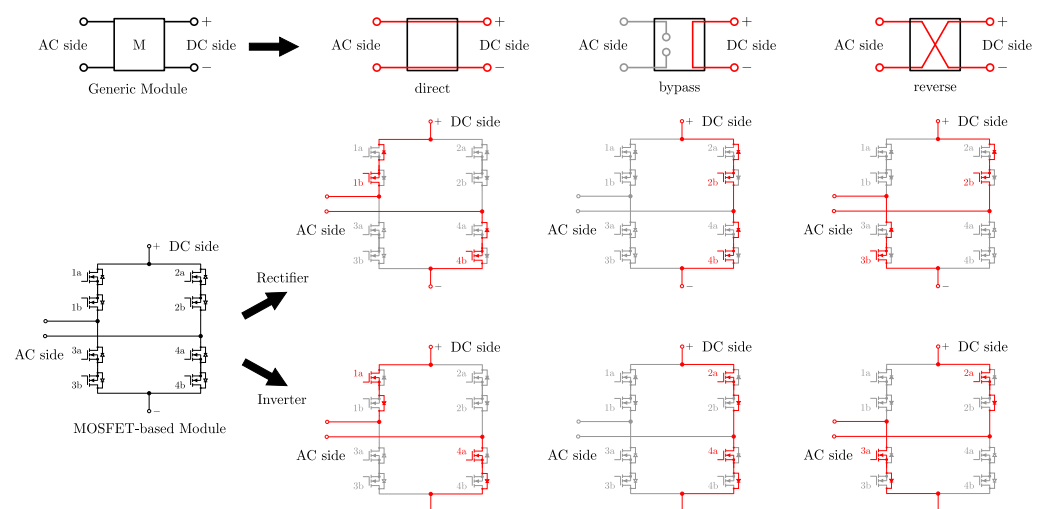 AC side M + − DC side
Generic Module
AC side + − DC side
direct
AC side + − DC side
bypass
AC side + − DC side
reverse
+ DC side
1a 2a
1b 2b
AC side 3a 4a
3b 4b
−
+ DC side
1a 2a
1b 2b
AC side 3a 4a
3b 4b
−
+ DC side
1a 2a
1b 2b
AC side 3a 4a
3b 4b
−
+ DC side
1a 2a
1b 2b
AC side
3a 4a
3b 4b
−
MOSFET-based Module
Rectifier
Inverter
+ DC side
1a 2a
1b 2b
AC side 3a 4a
3b 4b
+ DC side
1a 2a
1b 2b
AC side 3a 4a
3b 4b
+ DC side
1a 2a
1b 2b
AC side 3a 4a
3b 4b